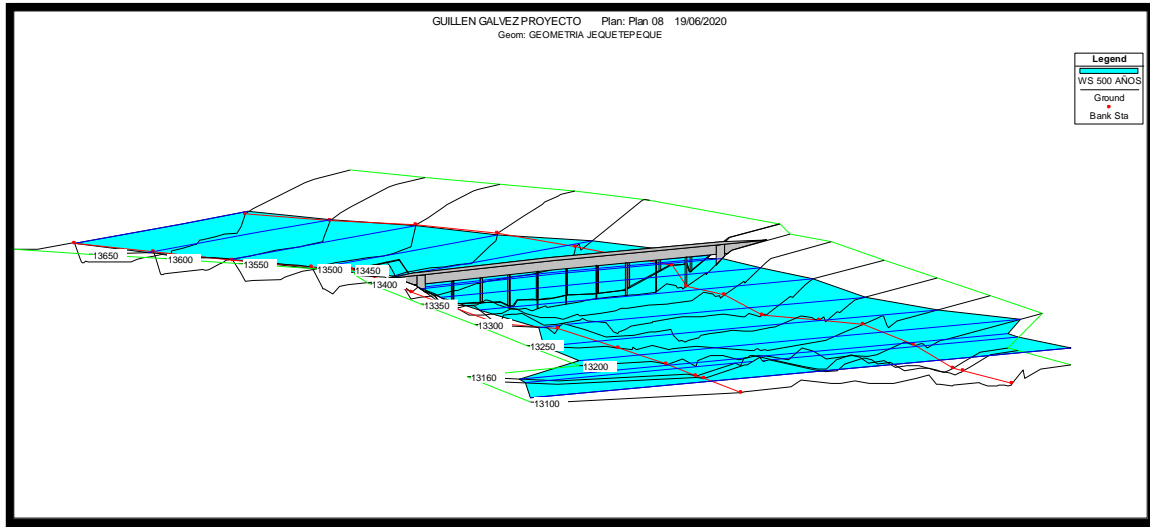 GUILLEN GALVEZ PROYECTO Plan: Plan 08 19/06/2020
Geom: GEOMETRIA JEQUETEPEQUE
Legend
WS 500 AÑOS
Ground
Bank Sta
13650
13600
13550
13500
13450
13400
13350
13300
13250
13200
13160
13100